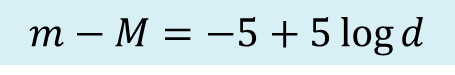 m − M = −5 + 5 log d